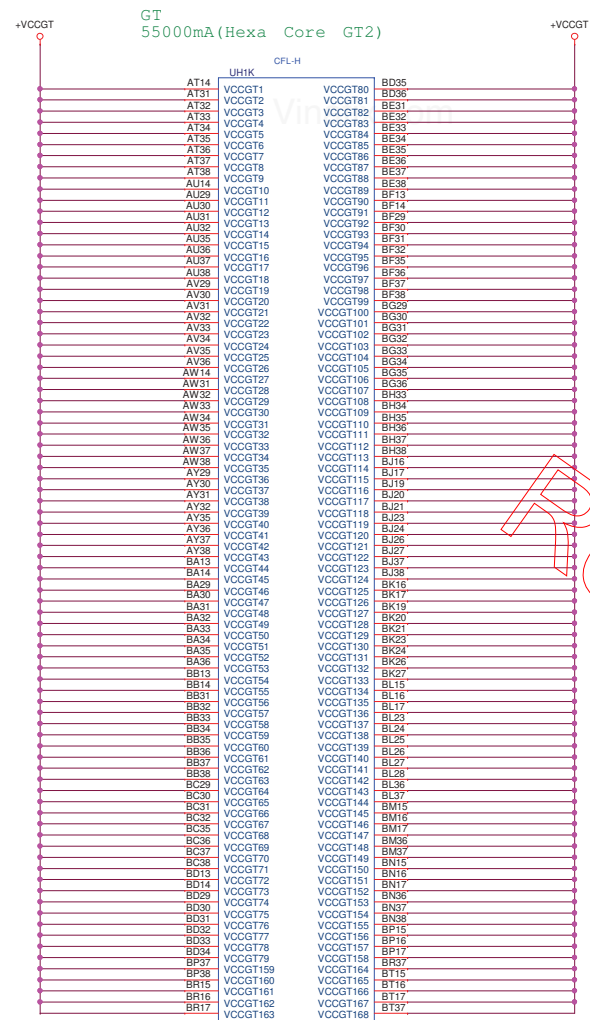 +VCCGT
GT
55000mA(Hexa Core GT2)
+VCCGT
CFL-H
UH1K
AT14 VCCGT1 VCCGT80 BD35
AT31 VCCGT2 VCCGT81 BD36
AT32 VCCGT3 VCCGT82 BE31
AT33 VCCGT4 VCCGT83 BE32
AT34 VCCGT5 VCCGT84 BE33
AT35 VCCGT6 VCCGT85 BE34
AT36 VCCGT7 VCCGT86 BE35
AT37 VCCGT8 VCCGT87 BE36
AT38 VCCGT9 VCCGT88 BE37
AU14 VCCGT10 VCCGT89 BE38
AU29 VCCGT11 VCCGT90 BF13
AU30 VCCGT12 VCCGT91 BF14
AU31 VCCGT13 VCCGT92 BF29
AU32 VCCGT14 VCCGT93 BF30
AU35 VCCGT15 VCCGT94 BF31
AU36 VCCGT16 VCCGT95 BF32
AU37 VCCGT17 VCCGT96 BF35
AU38 VCCGT18 VCCGT97 BF36
AV29 VCCGT19 VCCGT98 BF37
AV30 VCCGT20 VCCGT99 BF38
AV31 VCCGT21 VCCGT100 BG29
AV32 VCCGT22 VCCGT101 BG30
AV33 VCCGT23 VCCGT102 BG31
AV34 VCCGT24 VCCGT103 BG32
AV35 VCCGT25 VCCGT104 BG33
AV36 VCCGT26 VCCGT105 BG34
AW14 VCCGT27 VCCGT106 BG35
AW31 VCCGT28 VCCGT107 BG36
AW32 VCCGT29 VCCGT108 BH33
AW33 VCCGT30 VCCGT109 BH34
AW34 VCCGT31 VCCGT110 BH35
AW35 VCCGT32 VCCGT111 BH36
AW36 VCCGT33 VCCGT112 BH37
AW37 VCCGT34 VCCGT113 BH38
AW38 VCCGT35 VCCGT114 BJ16
AY29 VCCGT36 VCCGT115 BJ17
AY30 VCCGT37 VCCGT116 BJ19
AY31 VCCGT38 VCCGT117 BJ20
AY32 VCCGT39 VCCGT118 BJ21
AY35 VCCGT40 VCCGT119 BJ23
AY36 VCCGT41 VCCGT120 BJ24
AY37 VCCGT42 VCCGT121 BJ26
AY38 VCCGT43 VCCGT122 BJ27
BA13 VCCGT44 VCCGT123 BJ37
BA14 VCCGT45 VCCGT124 BJ38
BA29 VCCGT46 VCCGT125 BK16
BA30 VCCGT47 VCCGT126 BK17
BA31 VCCGT48 VCCGT127 BK19
BA32 VCCGT49 VCCGT128 BK20
BA33 VCCGT50 VCCGT129 BK21
BA34 VCCGT51 VCCGT130 BK23
BA35 VCCGT52 VCCGT131 BK24
BA36 VCCGT53 VCCGT132 BK26
BB13 VCCGT54 VCCGT133 BK27
BB14 VCCGT55 VCCGT134 BL15
BB31 VCCGT56 VCCGT135 BL16
BB32 VCCGT57 VCCGT136 BL17
BB33 VCCGT58 VCCGT137 BL23
BB34 VCCGT59 VCCGT138 BL24
BB35 VCCGT60 VCCGT139 BL25
BB36 VCCGT61 VCCGT140 BL26
BB37 VCCGT62 VCCGT141 BL27
BB38 VCCGT63 VCCGT142 BL28
BC29 VCCGT64 VCCGT143 BL36
BC30 VCCGT65 VCCGT144 BL37
BC31 VCCGT66 VCCGT145 BM15
BC32 VCCGT67 VCCGT146 BM16
BC35 VCCGT68 VCCGT147 BM17
BC36 VCCGT69 VCCGT148 BM36
BC37 VCCGT70 VCCGT149 BM37
BC38 VCCGT71 VCCGT150 BN15
BD13 VCCGT72 VCCGT151 BN16
BD14 VCCGT73 VCCGT152 BN17
BD29 VCCGT74 VCCGT153 BN36
BD30 VCCGT75 VCCGT154 BN37
BD31 VCCGT76 VCCGT155 BN38
BD32 VCCGT77 VCCGT156 BP15
BD33 VCCGT78 VCCGT157 BP16
BD34 VCCGT79 VCCGT158 BP17
BP37 VCCGT159 VCCGT164 BR37
BP38 VCCGT160 VCCGT165 BT15
BR15 VCCGT161 VCCGT166 BT16
BR16 VCCGT162 VCCGT167 BT17
BR17 VCCGT163 VCCGT168 BT37